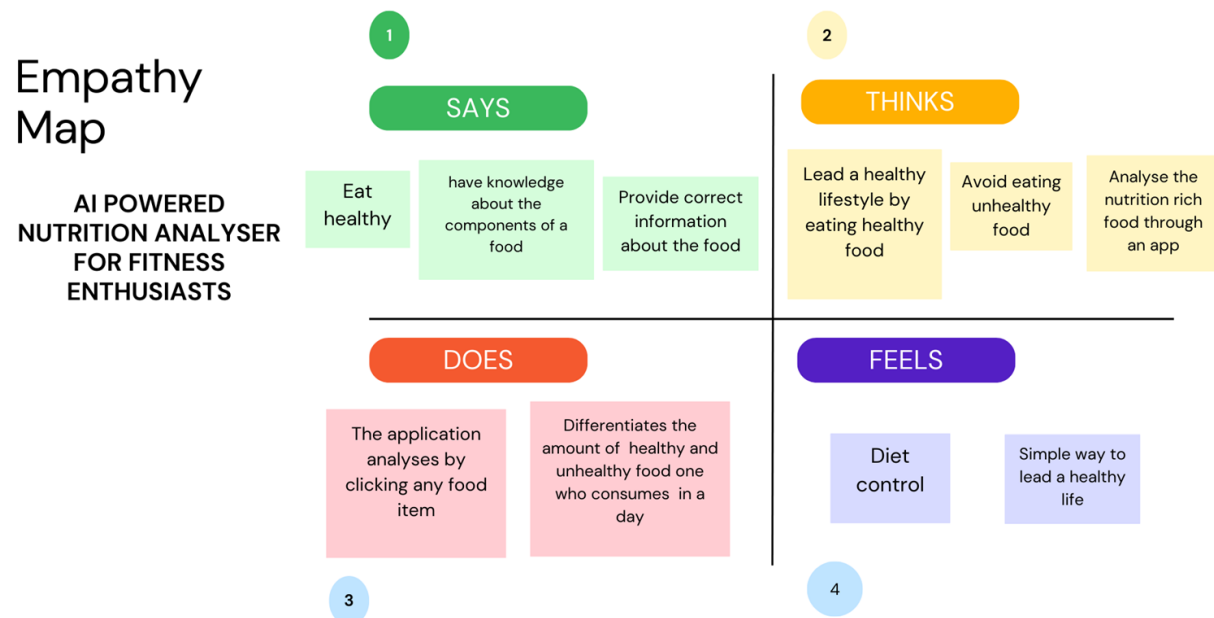 Empathy
Map
AI POWERED
NUTRITION ANALYSER
FOR FITNESS
ENTHUSIASTS
1
SAYS
Eat
healthy
have knowledge
about the
components of a
food
Provide correct
information
about the food
2
THINKS
Lead a healthy
lifestyle by
eating healthy
food
Avoid eating
unhealthy
food
Analyse the
nutrition rich
food through
an app
DOES
The application
analyses by
clicking any food
item
Differentiates the
amount of healthy and
unhealthy food one
who consumes in a
day
3
FEELS
Diet
control
Simple way to
lead a healthy
life
4